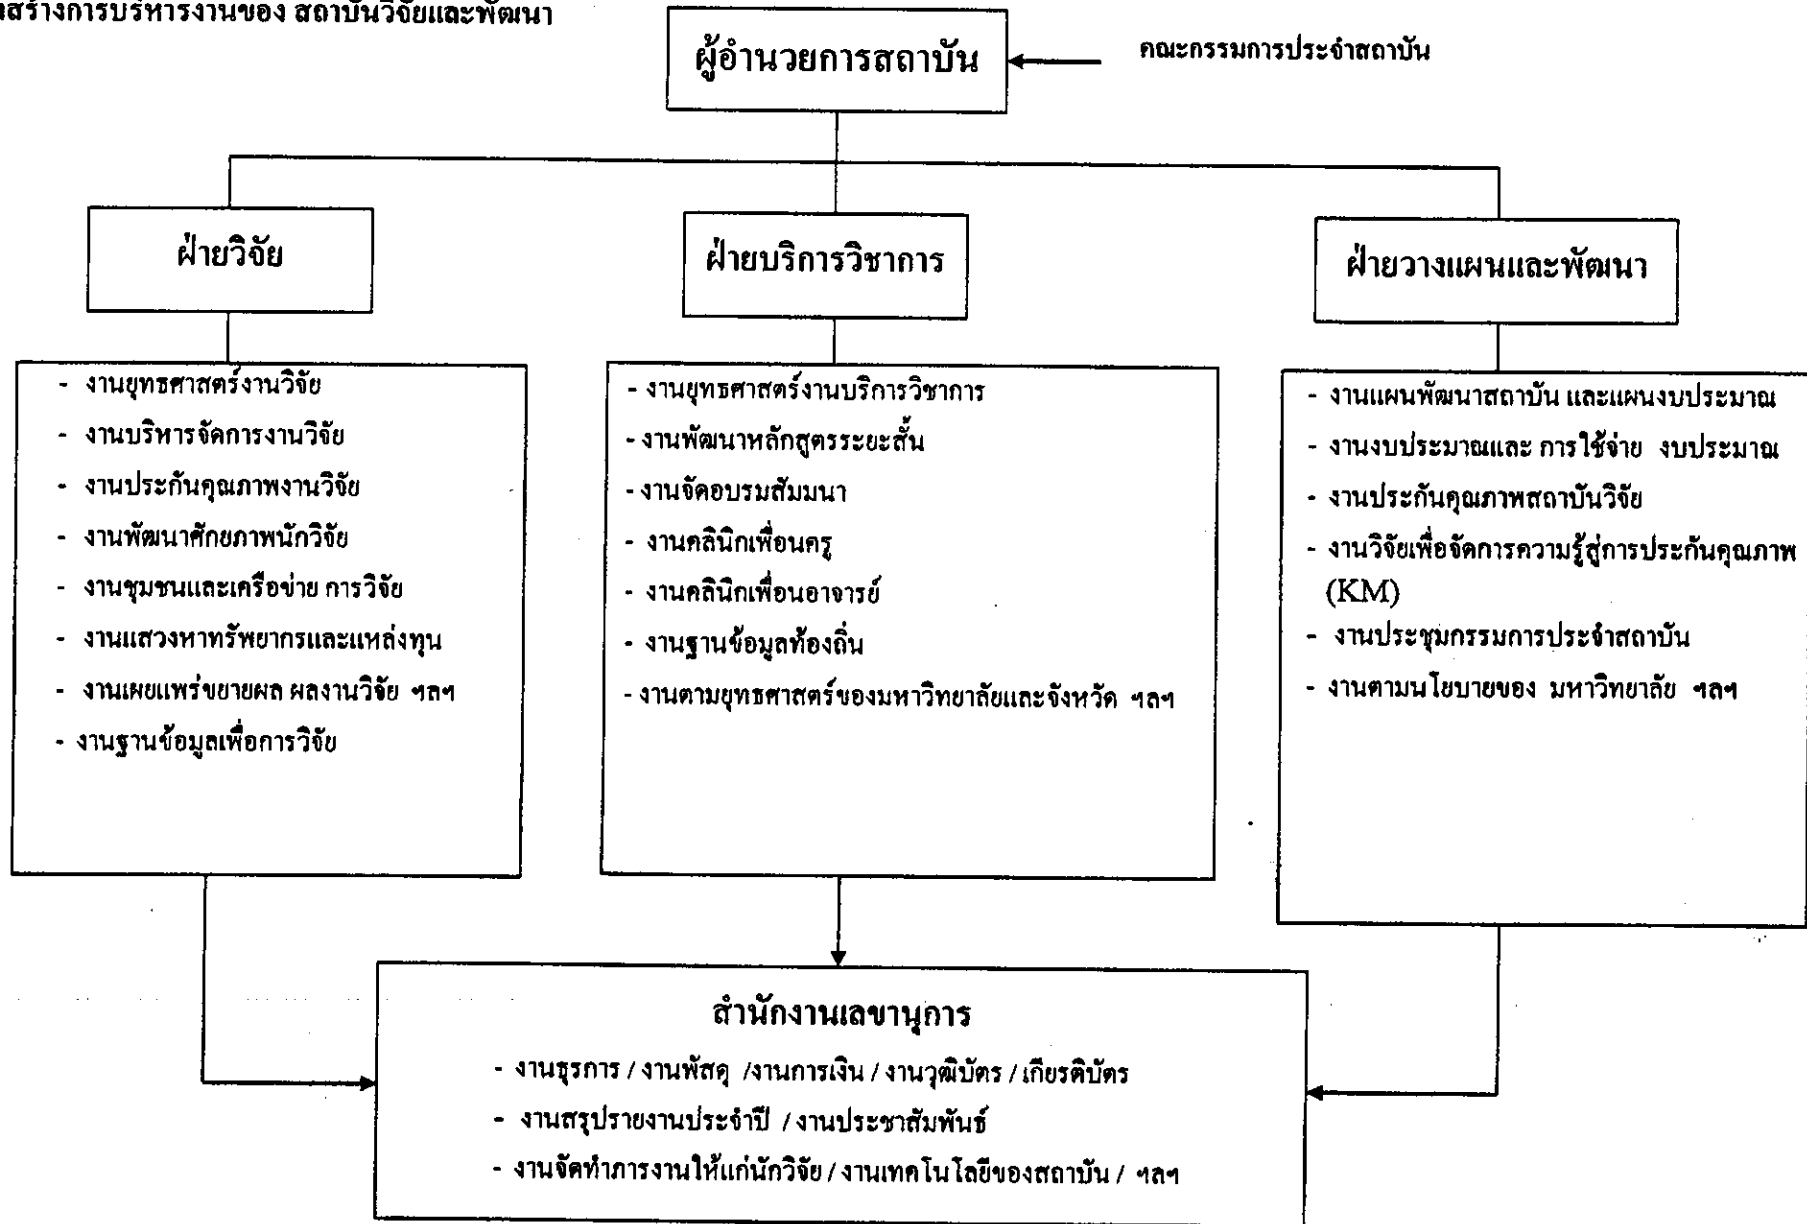 สร้างการบริหารงานของ สถาบันวิจัยและพัฒนา
ผู้อำนวยการสถาบัน
คณะกรรมการประจำสถาบัน
ฝ่ายวิจัย
ฝ่ายบริการวิชาการ
ฝ่ายวางแผนและพัฒนา
- งานยุทธศาสตร์งานวิจัย
- งานบริหารจัดการงานวิจัย
- งานประกันคุณภาพงานวิจัย
- งานพัฒนาศักยภาพนักวิจัย
- งานชุมชนและเครือข่าย การวิจัย
- งานแสวงหาทรัพยากรและแหล่งทุน
- งานเผยแพร่ขยายผล ผลงานวิจัย ฯลฯ
- งานฐานข้อมูลเพื่อการวิจัย
- งานยุทธศาสตร์งานบริการวิชาการ
- งานพัฒนาหลักสูตรระยะสั้น
- งานจัดอบรมสัมมนา
- งานคลินิกเพื่อนครู
- งานคลินิกเพื่อนอาจารย์
- งานฐานข้อมูลท้องถิ่น
- งานตามยุทธศาสตร์ของมหาวิทยาลัยและจังหวัด ฯลฯ
- งานแผนพัฒนาสถาบัน และแผนงบประมาณ
- งานงบประมาณและ การใช้จ่าย งบประมาณ
- งานประกันคุณภาพสถาบันวิจัย
- งานวิจัยเพื่อจัดการความรู้สู่การประกันคุณภาพ
(KM)
- งานประชุมกรรมการประจำสถาบัน
- งานตามนโยบายของ มหาวิทยาลัย ฯลฯ
สำนักงานเลขานุการ
- งานธุรการ / งานพัสดุ /งานการเงิน / งานวุฒิบัตร / เกียรติบัตร
- งานสรุปรายงานประจำปี / งานประชาสัมพันธ์
- งานจัดทำภารงานให้แก่นักวิจัย / งานเทคโนโลยีของสถาบัน / ฯลฯ